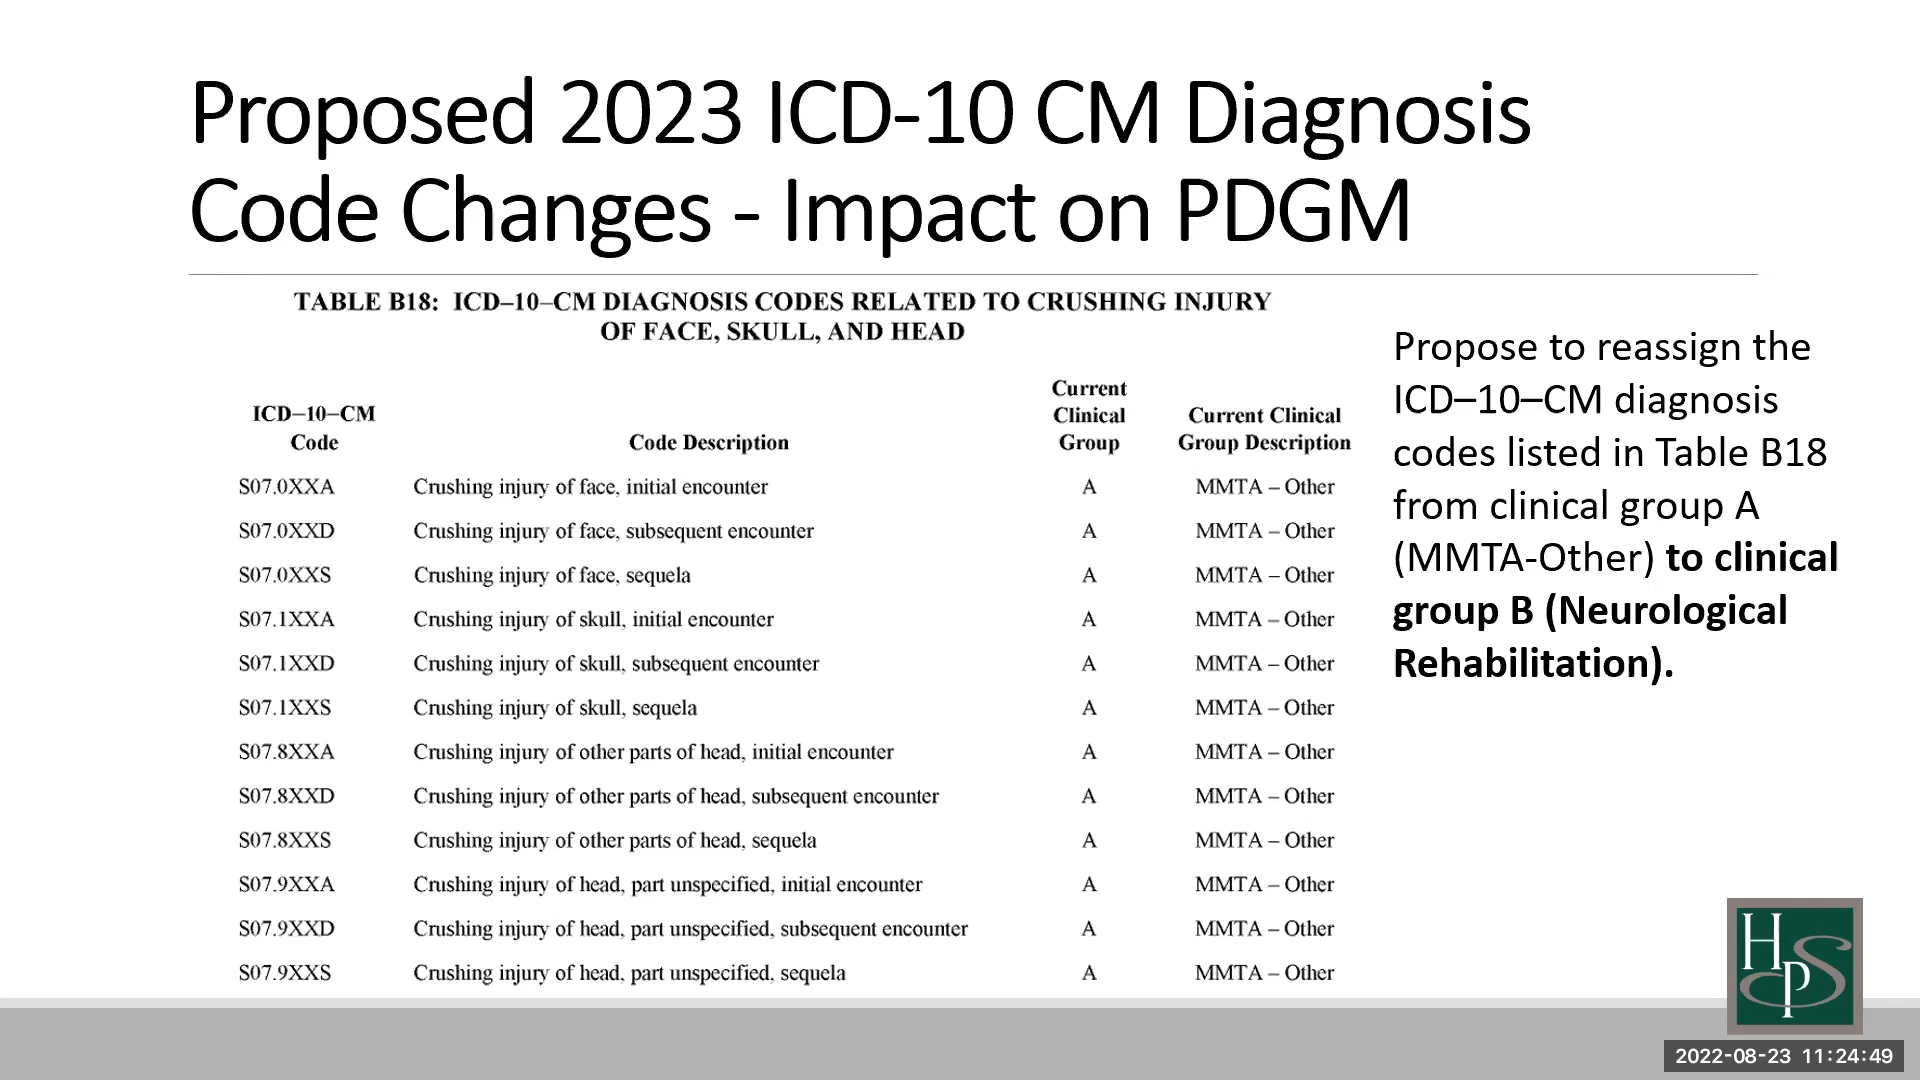 Proposed 2023 ICD-10 CM Diagnosis
Code Changes - Impact on PDGM
TABLE B18: ICD–10–CM DIAGNOSIS CODES RELATED TO CRUSHING INJURY
OF FACE, SKULL, AND HEAD
ICD–10–CM Code Code Description Current Clinical Group Current Clinical Group Description
S07.0XXA Crushing injury of face, initial encounter A MMTA – Other
S07.0XXD Crushing injury of face, subsequent encounter A MMTA – Other
S07.0XXS Crushing injury of face, sequela A MMTA – Other
S07.1XXA Crushing injury of skull, initial encounter A MMTA – Other
S07.1XXD Crushing injury of skull, subsequent encounter A MMTA – Other
S07.1XXS Crushing injury of skull, sequela A MMTA – Other
S07.8XXA Crushing injury of other parts of head, initial encounter A MMTA – Other
S07.8XXD Crushing injury of other parts of head, subsequent encounter A MMTA – Other
S07.8XXS Crushing injury of other parts of head, sequela A MMTA – Other
S07.9XXA Crushing injury of head, part unspecified, initial encounter A MMTA – Other
S07.9XXD Crushing injury of head, part unspecified, subsequent encounter A MMTA – Other
S07.9XXS Crushing injury of head, part unspecified, sequela A MMTA – Other
Propose to reassign the
ICD–10–CM diagnosis
codes listed in Table B18
from clinical group A
(MMTA-Other) to clinical
group B (Neurological
Rehabilitation).
HPS
2022-08-23 11:24:49